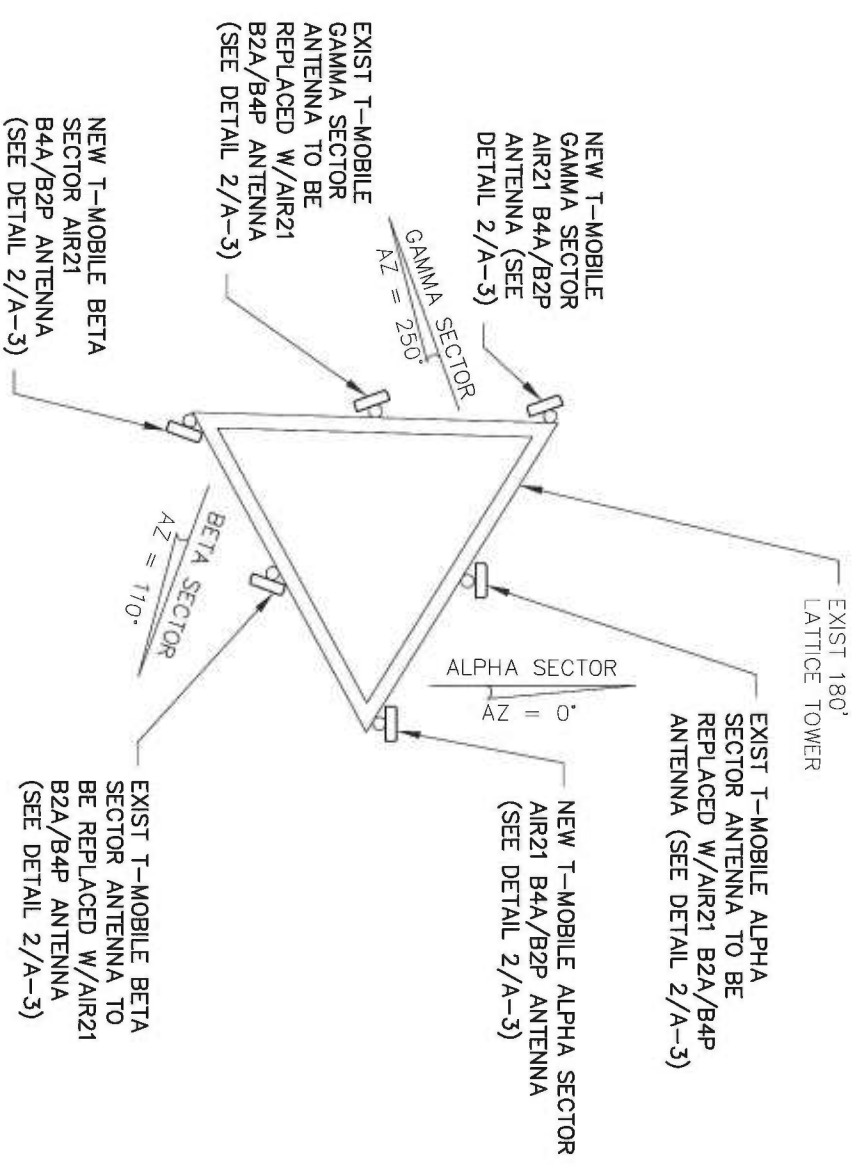 EXIST 180'
LATTICE TOWER
EXIST T-MOBILE ALPHA
SECTOR ANTENNA TO BE
REPLACED W/AIR21 B2A/B4P
ANTENNA (SEE DETAIL 2/A-3)
NEW T-MOBILE ALPHA SECTOR
AIR21 B4A/B2P ANTENNA
(SEE DETAIL 2/A-3)
EXIST T-MOBILE BETA
SECTOR ANTENNA TO
BE REPLACED W/AIR21
B2A/B4P ANTENNA
(SEE DETAIL 2/A-3)
ALPHA SECTOR
AZ = 0°
BETA SECTOR
AZ = 110°
GAMMA SECTOR
AZ = 250°
NEW T-MOBILE
GAMMA SECTOR
AIR21 B4A/B2P
ANTENNA (SEE
DETAIL 2/A-3)
EXIST T-MOBILE
GAMMA SECTOR
ANTENNA TO BE
REPLACED W/AIR21
B2A/B4P ANTENNA
(SEE DETAIL 2/A-3)
NEW T-MOBILE BETA
SECTOR AIR21
B4A/B2P ANTENNA
(SEE DETAIL 2/A-3)